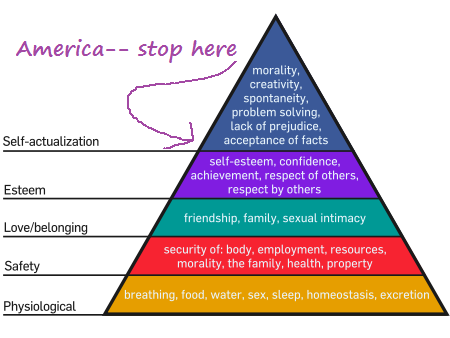 America-- stop here
morality,
creativity,
spontaneity,
problem solving,
lack of prejudice,
acceptance of facts
Self-actualization
self-esteem, confidence,
achievement, respect of others,
respect by others
Esteem
friendship, family, sexual intimacy
Love/belonging
security of: body, employment, resources,
morality, the family, health, property
Safety
breathing, food, water, sex, sleep, homeostasis, excretion
Physiological